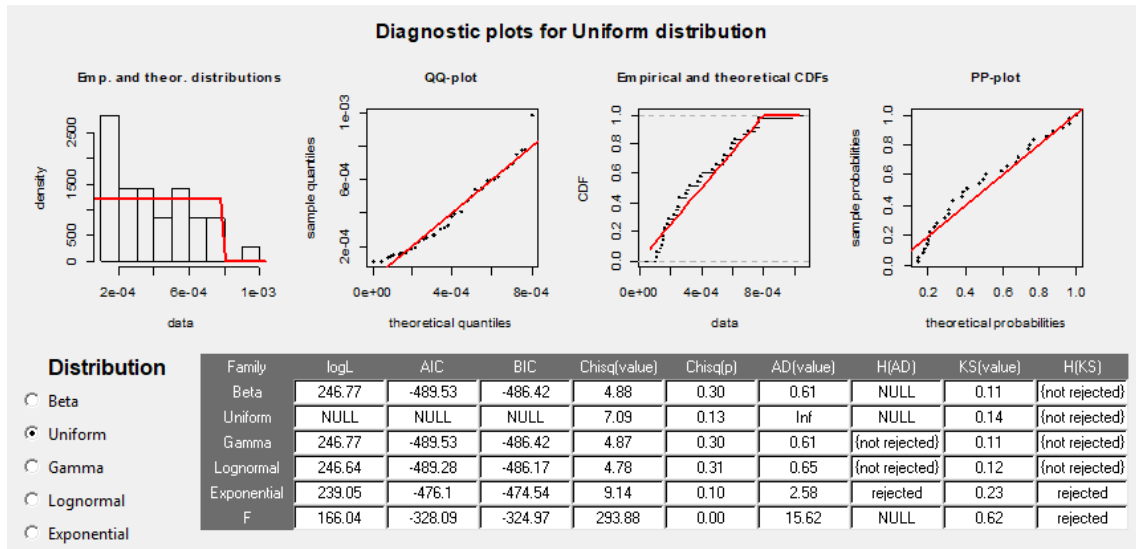 Diagnostic plots for Uniform distribution
Emp. and theor. distributions
QQ-plot
Empirical and theoretical CDFs
PP-plot
density
0 500 1500 2500
2e-04 6e-04 1e-03
data
sample quantiles
2e-04 6e-04 1e-03
0e+00 4e-04 8e-04
theoretical quantiles
CDF
0.0 0.2 0.4 0.6 0.8 1.0
0e+00 4e-04 8e-04
data
sample probabilities
0.0 0.2 0.4 0.6 0.8 1.0
0.2 0.4 0.6 0.8 1.0
theoretical probabilities
Distribution
Beta
Uniform
Gamma
Lognormal
Exponential
Family logL AIC BIC Chisq(value) Chisq(p) AD(value) H(AD) KS(value) H(KS)
Beta 246.77 -489.53 -486.42 4.88 0.30 0.61 NULL 0.11 {not rejected}
Uniform NULL NULL NULL 7.09 0.13 Inf NULL 0.14 {not rejected}
Gamma 246.77 -489.53 -486.42 4.87 0.30 0.61 {not rejected} 0.11 {not rejected}
Lognormal 246.64 -489.28 -486.17 4.78 0.31 0.65 {not rejected} 0.12 {not rejected}
Exponential 239.05 -476.1 -474.54 9.14 0.10 2.58 rejected 0.23 rejected
F 166.04 -328.09 -324.97 293.88 0.00 15.62 NULL 0.62 rejected